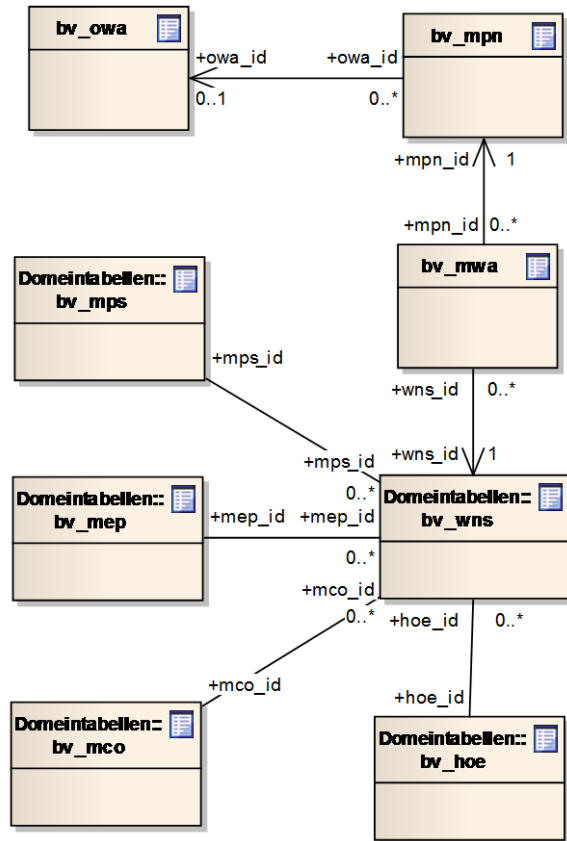 bv_owa
bv_mpn
+owa_id
+owa_id
0..1
0..*
+mpn_id
1
+mpn_id
0..*
Domeintabellen::
bv_mps
bv_mwa
+mps_id
+wns_id
0..*
+mps_id
0..*
+wns_id
1
Domeintabellen::
bv_mep
+mep_id
+mep_id
0..*
Domeintabellen::
bv_wns
+mco_id
0..*
+hoe_id
0..*
+mco_id
+hoe_id
Domeintabellen::
bv_mco
Domeintabellen::
bv_hoe